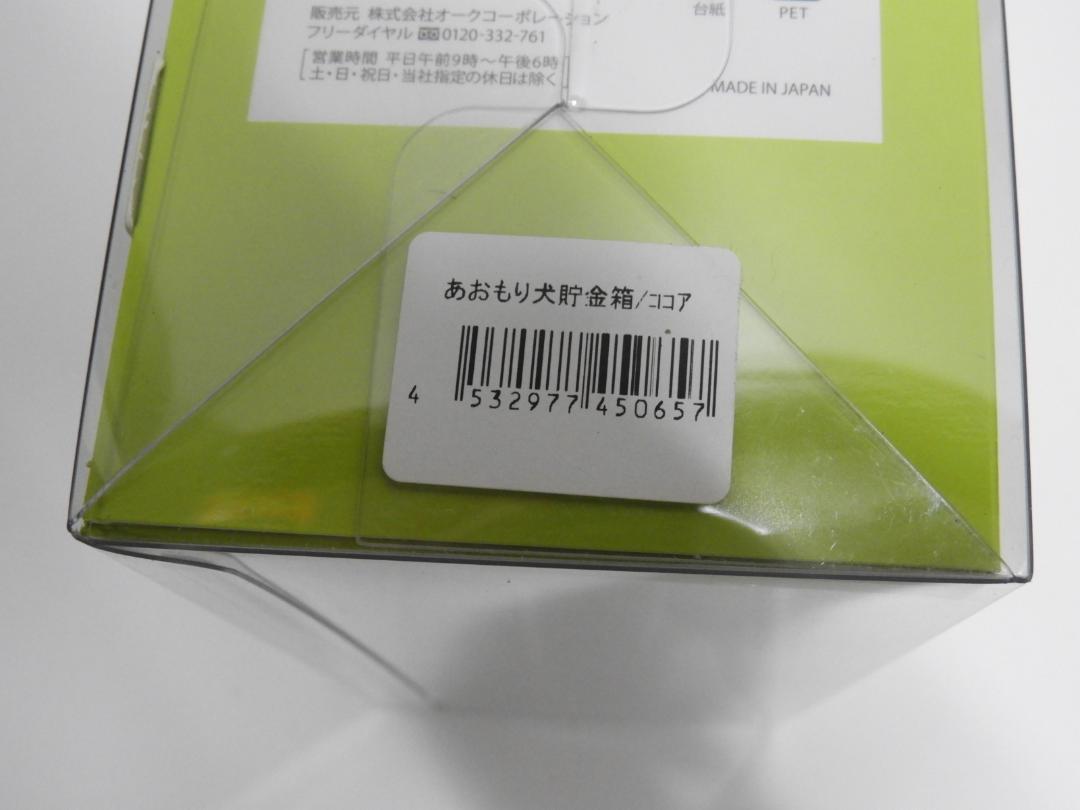 販売元 株式会社オークコーポレーション
フリーダイヤル 0120-332-761
営業時間 平日午前9時～午後6時
土・日・祝日・当社指定の休日は除く
台紙
PET
MADE IN JAPAN
あおもり犬貯金箱/ココア
4 532977 450657